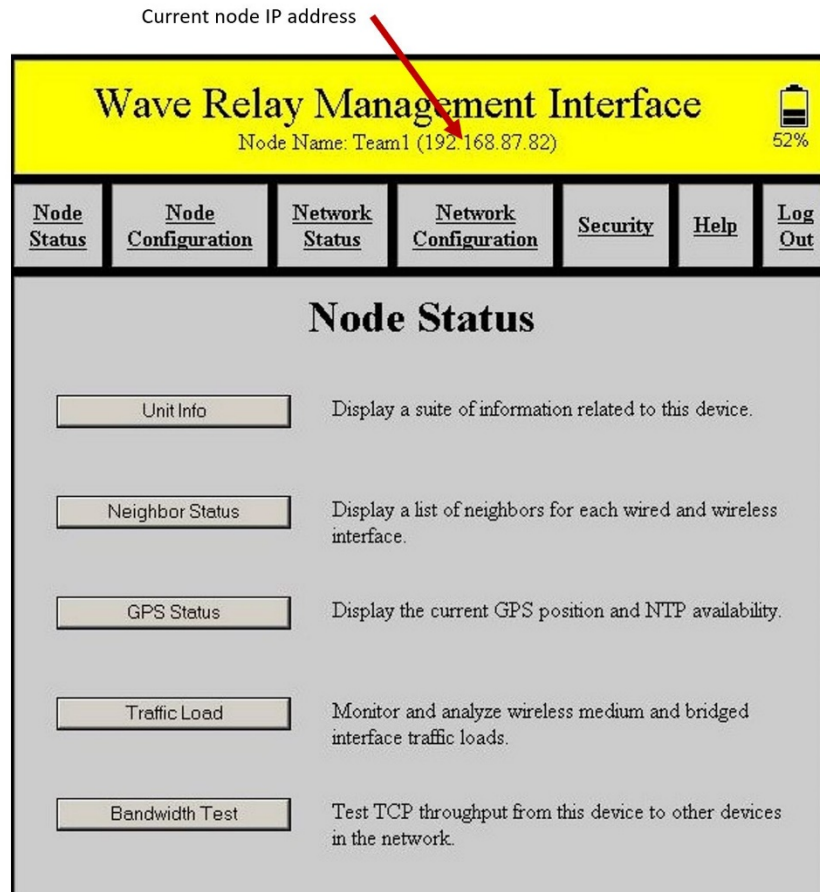 Current node IP address
Wave Relay Management Interface
Node Name: Team1 (192.168.87.82)
52%
Node Status
Node Configuration
Network Status
Network Configuration
Security
Help
Log Out
Node Status
Unit Info
Display a suite of information related to this device.
Neighbor Status
Display a list of neighbors for each wired and wireless
interface.
GPS Status
Display the current GPS position and NTP availability.
Traffic Load
Monitor and analyze wireless medium and bridged
interface traffic loads.
Bandwidth Test
Test TCP throughput from this device to other devices
in the network.